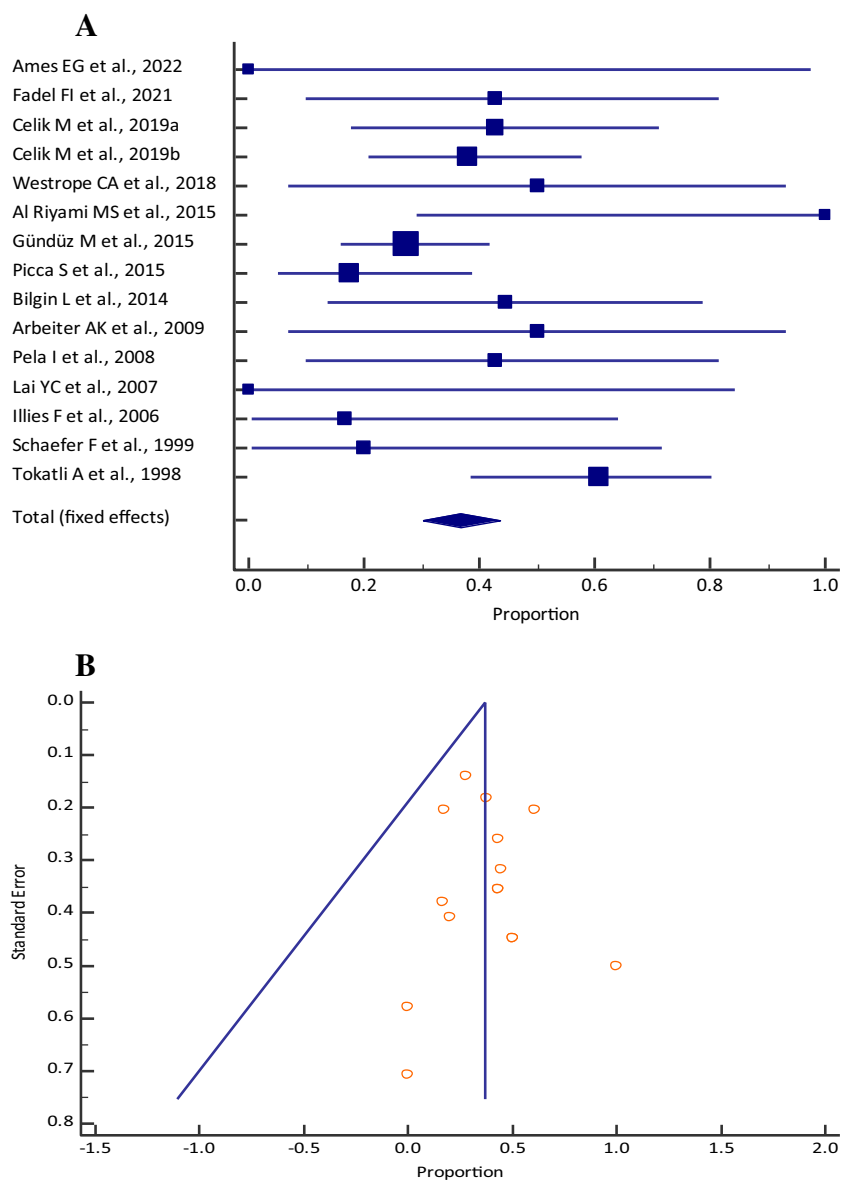 A
Ames EG et al., 2022
Fadel FI et al., 2021
Celik M et al., 2019a
Celik M et al., 2019b
Westrope CA et al., 2018
Al Riyami MS et al., 2015
Gündüz M et al., 2015
Picca S et al., 2015
Bilgin L et al., 2014
Arbeiter AK et al., 2009
Pela I et al., 2008
Lai YC et al., 2007
Illies F et al., 2006
Schaefer F et al., 1999
Tokatli A et al., 1998
Total (fixed effects)
0.0 0.2 0.4 0.6 0.8 1.0
Proportion
B
0.0
0.1
0.2
0.3
0.4
0.5
0.6
0.7
0.8
Standard Error
-1.5 -1.0 -0.5 0.0 0.5 1.0 1.5 2.0
Proportion